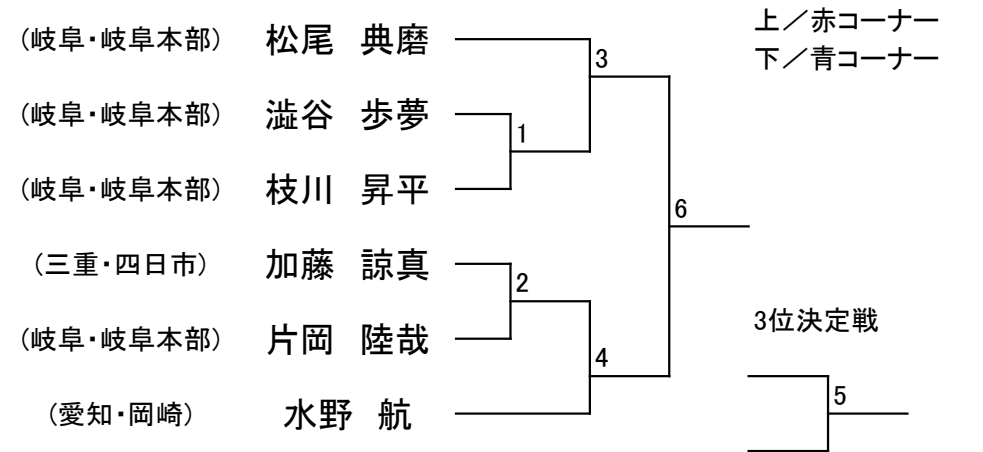 上／赤コーナー
(岐阜・岐阜本部) 松尾　典磨
3
下／青コーナー
(岐阜・岐阜本部) 澁谷　歩夢
1
(岐阜・岐阜本部) 枝川　昇平
6
(三重・四日市) 加藤　諒真
2
3位決定戦
(岐阜・岐阜本部) 片岡　陸哉
4
5
(愛知・岡崎) 水野　航